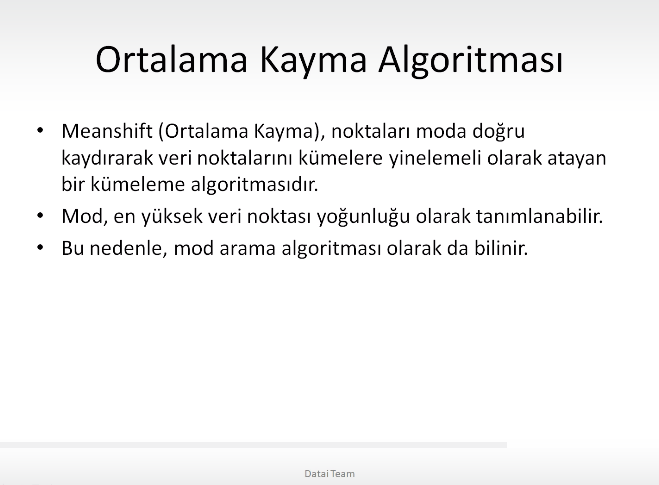 Ortalama Kayma Algoritması
• Meanshift (Ortalama Kayma), noktaları moda doğru
kaydırarak veri noktalarını kümelere yinelemeli olarak atayan
bir kümeleme algoritmasıdır.
• Mod, en yüksek veri noktası yoğunluğu olarak tanımlanabilir.
• Bu nedenle, mod arama algoritması olarak da bilinir.
Datai Team